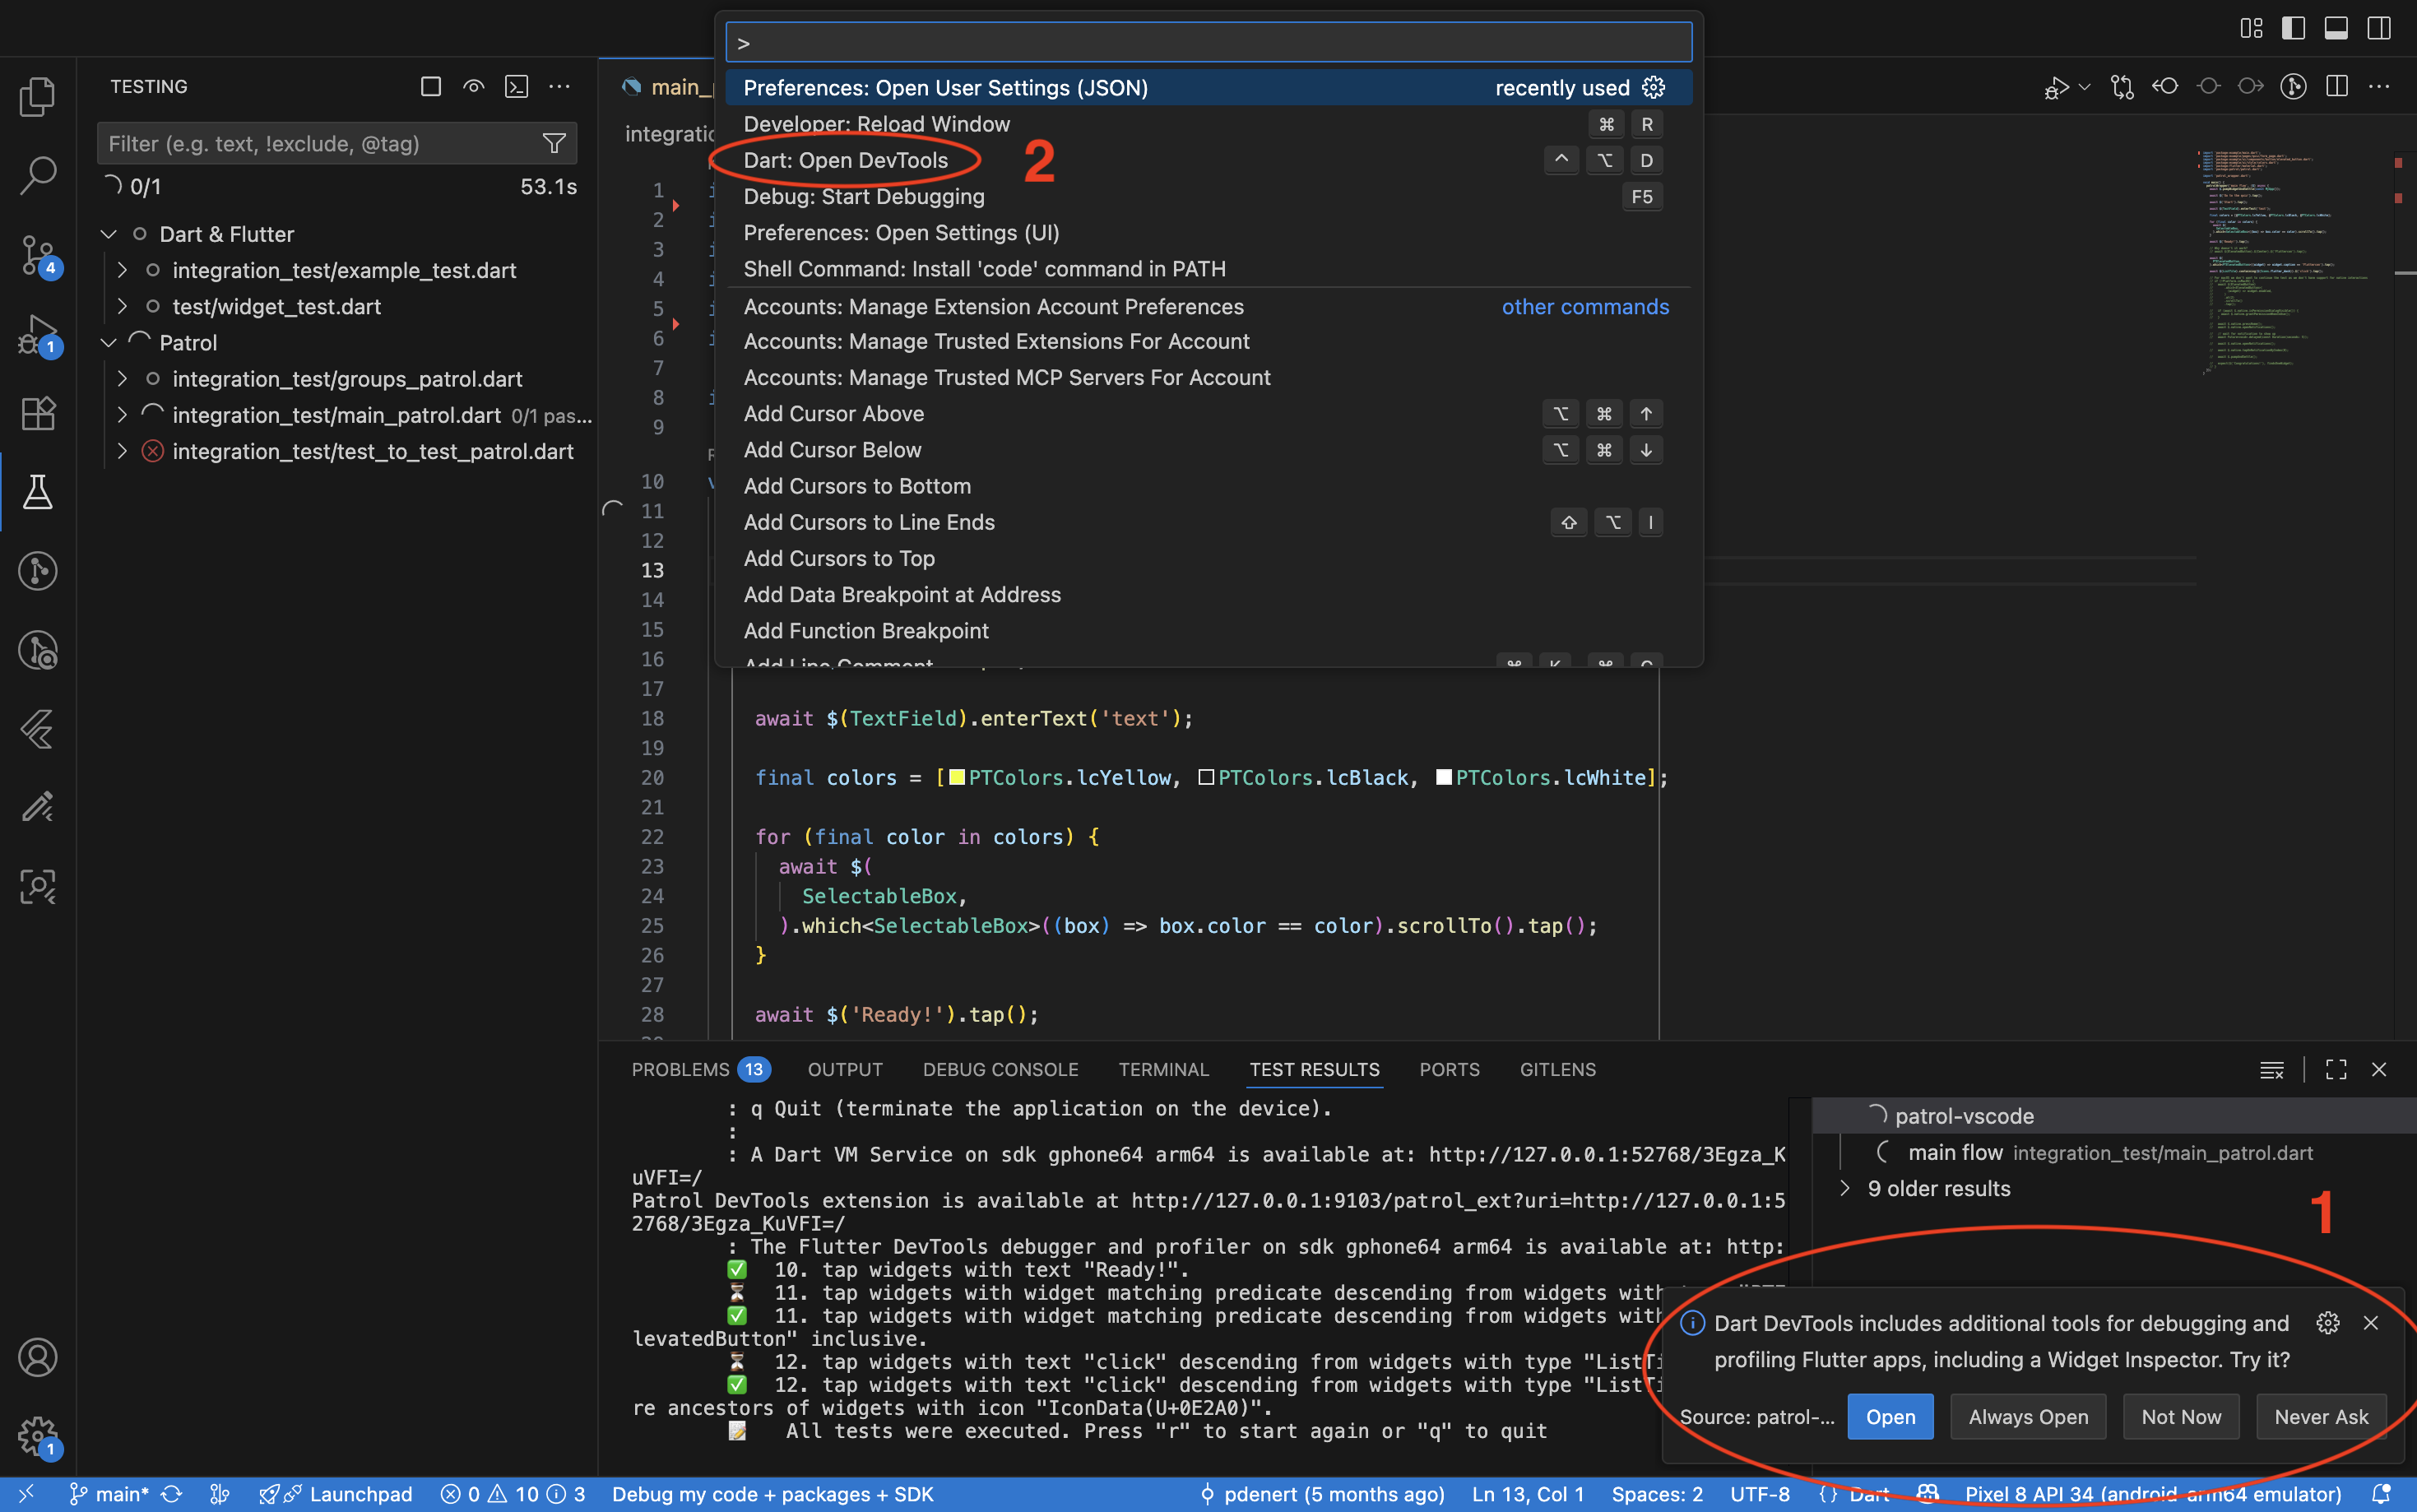 >
Preferences: Open User Settings (JSON) recently used
Developer: Reload Window ⌘ R
Dart: Open DevTools ^ ⌥ D
2
Debug: Start Debugging F5
Preferences: Open Settings (UI)
Shell Command: Install 'code' command in PATH
Accounts: Manage Extension Account Preferences other commands
Accounts: Manage Trusted Extensions For Account
Accounts: Manage Trusted MCP Servers For Account
Add Cursor Above ⌥ ⌘ ↑
Add Cursor Below ⌥ ⌘ ↓
Add Cursors to Bottom
Add Cursors to Line Ends ⇧ ⌥ I
Add Cursors to Top
Add Data Breakpoint at Address
Add Function Breakpoint
Add Line Comment ⌘ K ⌘ C
TESTING
Filter (e.g. text, !exclude, @tag)
0/1 53.1s
Dart & Flutter
integration_test/example_test.dart
test/widget_test.dart
Patrol
integration_test/groups_patrol.dart
integration_test/main_patrol.dart 0/1 pas...
integration_test/test_to_test_patrol.dart
4
1
1
main_
integratio
1
2
3
4
5
6
7
8
9
10
11
12
13
14
15
16
17
18 await $(TextField).enterText('text');
19
20 final colors = [PTColors.lcYellow, PTColors.lcBlack, PTColors.lcWhite];
21
22 for (final color in colors) {
23 await $(
24 SelectableBox,
25 ).which<SelectableBox>((box) => box.color == color).scrollTo().tap();
26 }
27
28 await $('Ready!').tap();
PROBLEMS 13 OUTPUT DEBUG CONSOLE TERMINAL TEST RESULTS PORTS GITLENS
: q Quit (terminate the application on the device).
:
: A Dart VM Service on sdk gphone64 arm64 is available at: http://127.0.0.1:52768/3Egza_K
uVFI=/
Patrol DevTools extension is available at http://127.0.0.1:9103/patrol_ext?uri=http://127.0.0.1:5
2768/3Egza_KuVFI=/
: The Flutter DevTools debugger and profiler on sdk gphone64 arm64 is available at: http:
✅ 10. tap widgets with text "Ready!".
⏳ 11. tap widgets with widget matching predicate descending from widgets with
✅ 11. tap widgets with widget matching predicate descending from widgets with
levatedButton" inclusive.
⏳ 12. tap widgets with text "click" descending from widgets with type "ListTi
✅ 12. tap widgets with text "click" descending from widgets with type "ListTi
re ancestors of widgets with icon "IconData(U+0E2A0)".
📝 All tests were executed. Press "r" to start again or "q" to quit
patrol-vscode
main flow integration_test/main_patrol.dart
9 older results
1
Dart DevTools includes additional tools for debugging and
profiling Flutter apps, including a Widget Inspector. Try it?
Source: patrol-... Open Always Open Not Now Never Ask
main* Launchpad 0 10 3 Debug my code + packages + SDK pdenert (5 months ago) Ln 13, Col 1 Spaces: 2 UTF-8 {} Dart Pixel 8 API 34 (android-arm64 emulator)